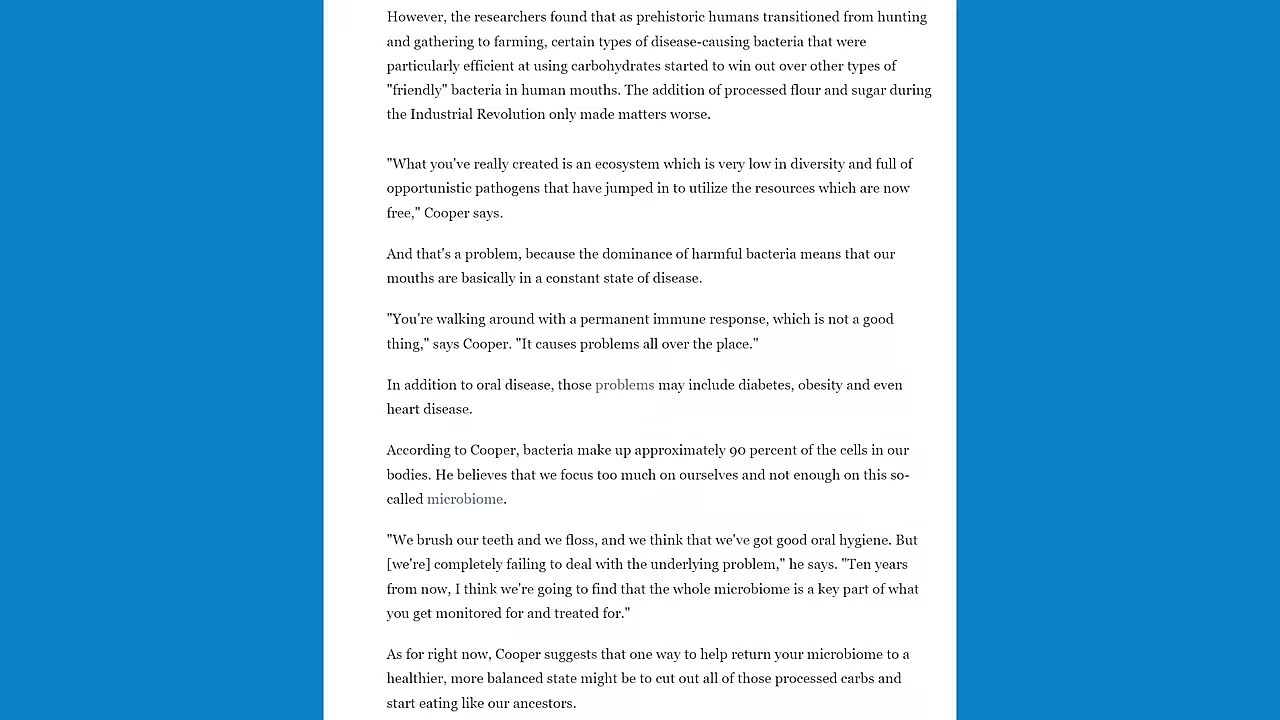 However, the researchers found that as prehistoric humans transitioned from hunting
and gathering to farming, certain types of disease-causing bacteria that were
particularly efficient at using carbohydrates started to win out over other types of
"friendly" bacteria in human mouths. The addition of processed flour and sugar during
the Industrial Revolution only made matters worse.
"What you've really created is an ecosystem which is very low in diversity and full of
opportunistic pathogens that have jumped in to utilize the resources which are now
free," Cooper says.
And that's a problem, because the dominance of harmful bacteria means that our
mouths are basically in a constant state of disease.
"You're walking around with a permanent immune response, which is not a good
thing," says Cooper. "It causes problems all over the place."
In addition to oral disease, those problems may include diabetes, obesity and even
heart disease.
According to Cooper, bacteria make up approximately 90 percent of the cells in our
bodies. He believes that we focus too much on ourselves and not enough on this so-
called microbiome.
"We brush our teeth and we floss, and we think that we've got good oral hygiene. But
[we're] completely failing to deal with the underlying problem," he says. "Ten years
from now, I think we're going to find that the whole microbiome is a key part of what
you get monitored for and treated for."
As for right now, Cooper suggests that one way to help return your microbiome to a
healthier, more balanced state might be to cut out all of those processed carbs and
start eating like our ancestors.